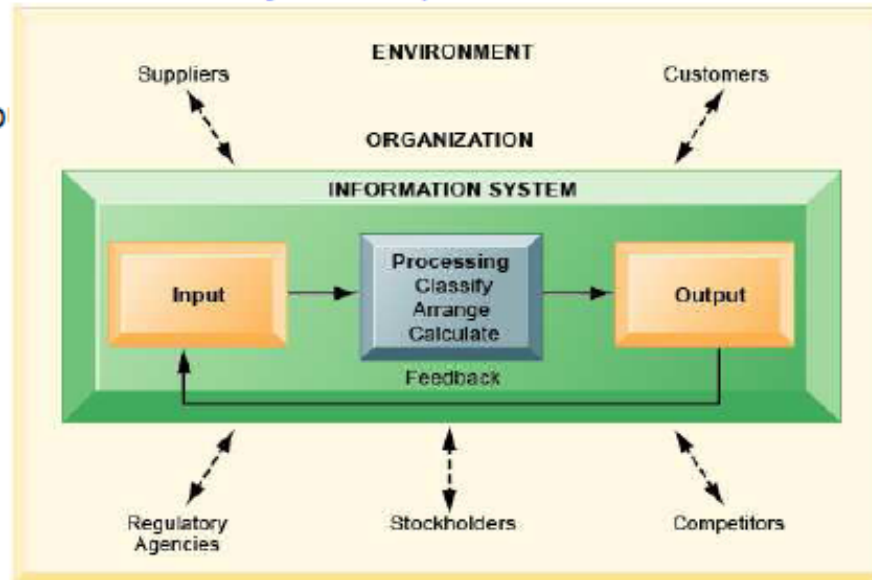 ENVIRONMENT
Suppliers
Customers
ORGANIZATION
INFORMATION SYSTEM
Input
Processing
Classify
Arrange
Calculate
Output
Feedback
Regulatory
Agencies
Stockholders
Competitors